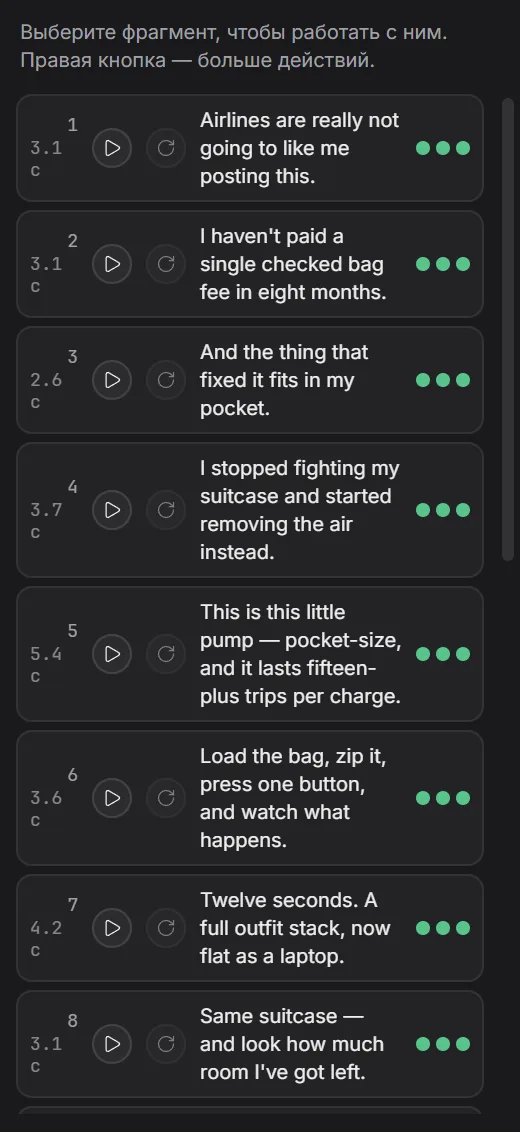 Выберите фрагмент, чтобы работать с ним.
Правая кнопка — больше действий.
1
3.1
с
Airlines are really not
going to like me
posting this.
2
3.1
с
I haven't paid a
single checked bag
fee in eight months.
3
2.6
с
And the thing that
fixed it fits in my
pocket.
4
3.7
с
I stopped fighting my
suitcase and started
removing the air
instead.
5
5.4
с
This is this little
pump — pocket-size,
and it lasts fifteen-
plus trips per charge.
6
3.6
с
Load the bag, zip it,
press one button,
and watch what
happens.
7
4.2
с
Twelve seconds. A
full outfit stack, now
flat as a laptop.
8
3.1
с
Same suitcase —
and look how much
room I've got left.